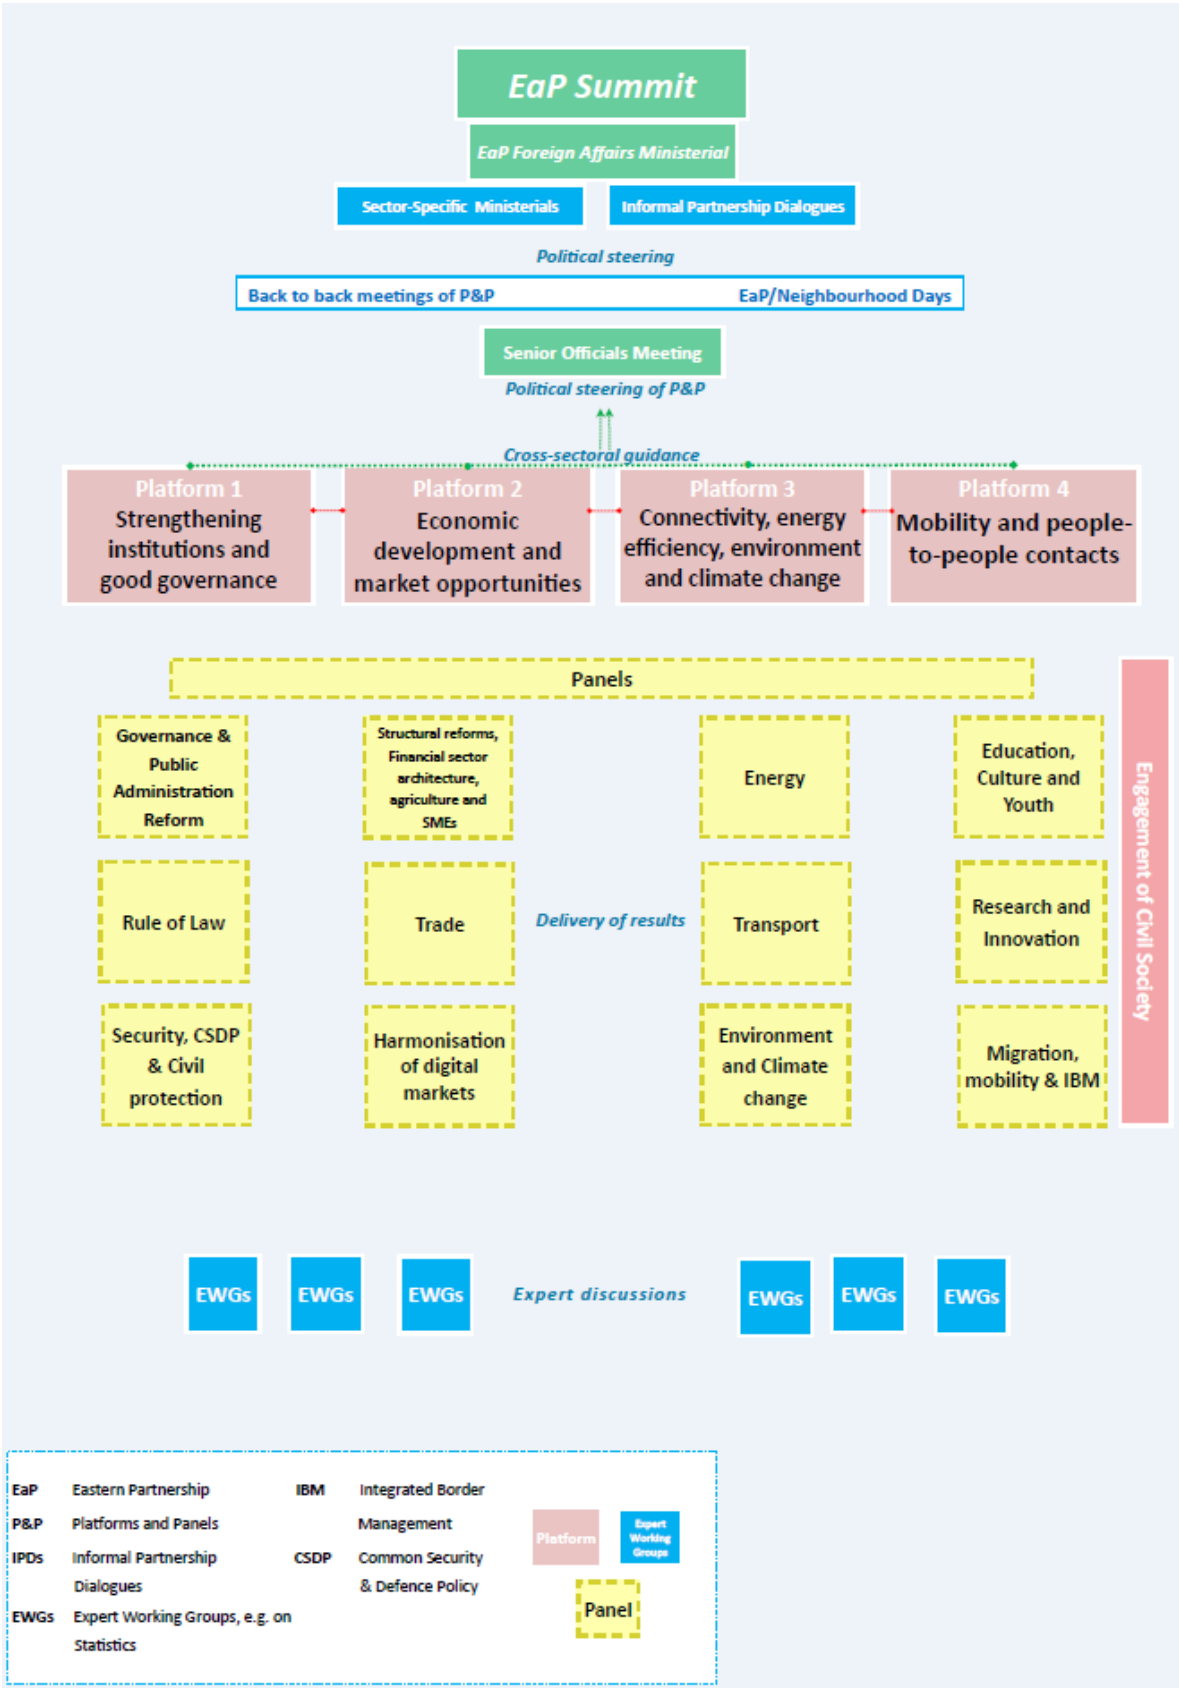 EaP Summit
EaP Foreign Affairs Ministerial
Sector-Specific Ministerials
Informal Partnership Dialogues
Political steering
Back to back meetings of P&P
EaP/Neighbourhood Days
Senior Officials Meeting
Political steering of P&P
Cross-sectoral guidance
Platform 1
Strengthening
institutions and
good governance
Platform 2
Economic
development and
market opportunities
Platform 3
Connectivity, energy
efficiency, environment
and climate change
Platform 4
Mobility and people-
to-people contacts
Panels
Governance &
Public
Administration
Reform
Structural reforms,
Financial sector
architecture,
agriculture and
SMEs
Energy
Education,
Culture and
Youth
Rule of Law
Trade
Delivery of results
Transport
Research and
Innovation
Security, CSDP
& Civil
protection
Harmonisation
of digital
markets
Environment
and Climate
change
Migration,
mobility & IBM
Engagement of Civil Society
EWGs
EWGs
EWGs
Expert discussions
EWGs
EWGs
EWGs
EaP Eastern Partnership
P&P Platforms and Panels
IPDs Informal Partnership
Dialogues
EWGs Expert Working Groups, e.g. on
Statistics
IBM Integrated Border
Management
CSDP Common Security
& Defence Policy
Platform
Expert
Working
Groups
Panel